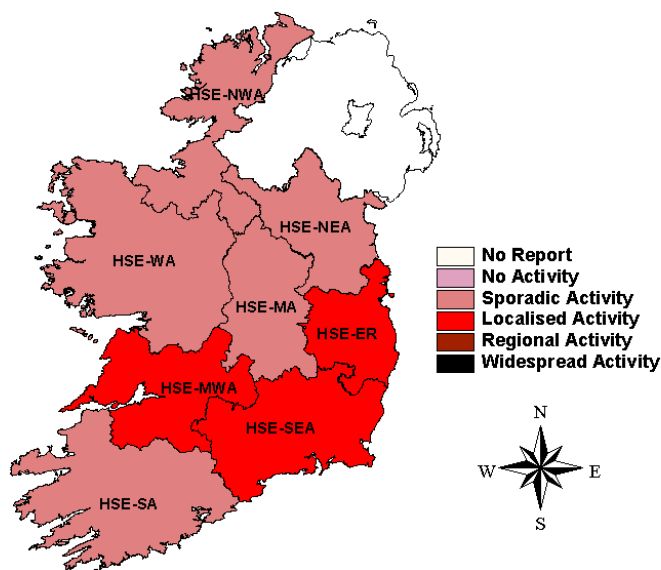 HSE-NWA
HSE-NEA
HSE-WA
HSE-MA
HSE-ER
HSE-MWA
HSE-SEA
HSE-SA
No Report
No Activity
Sporadic Activity
Localised Activity
Regional Activity
Widespread Activity
N
W E
S